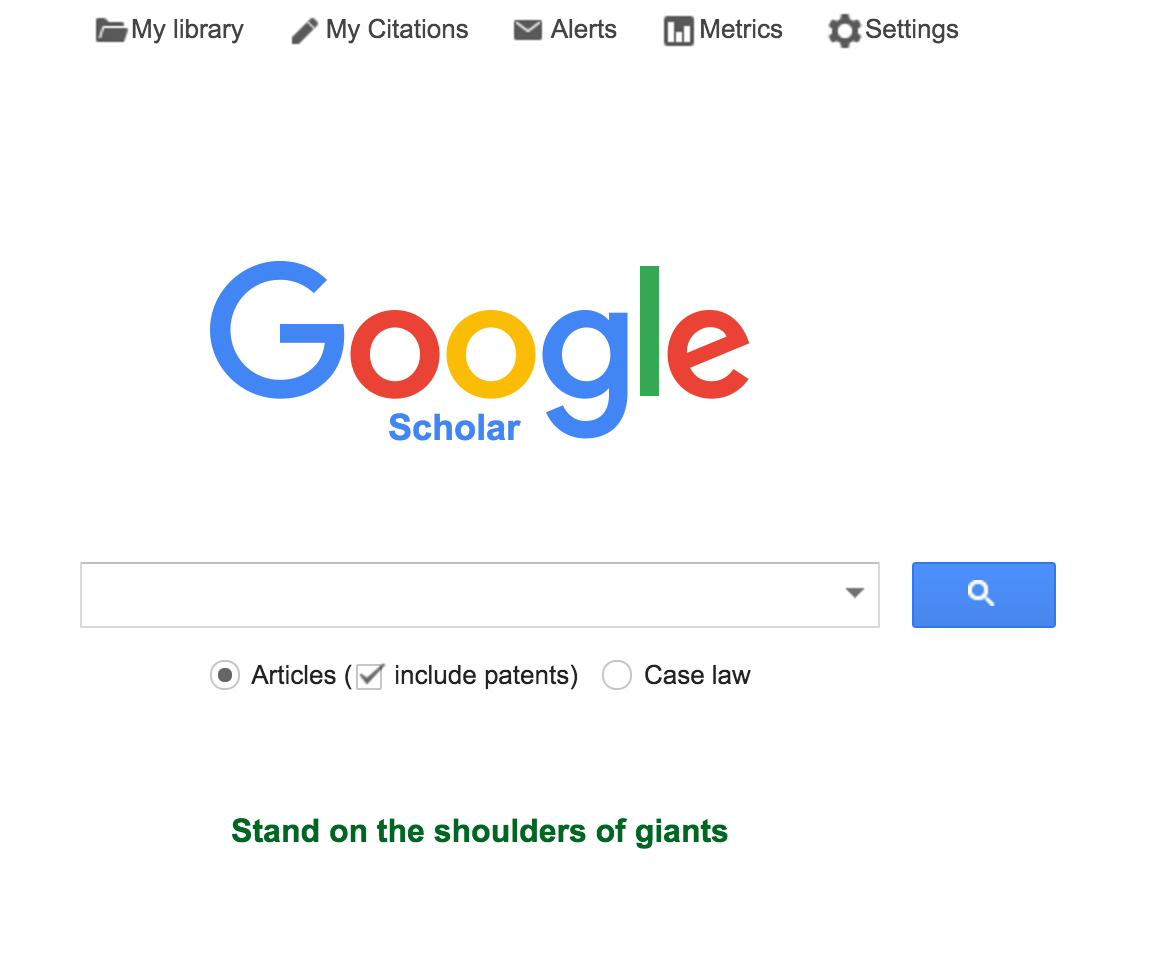 My library My Citations Alerts Metrics Settings
Google
Scholar
Articles ( include patents) Case law
Stand on the shoulders of giants